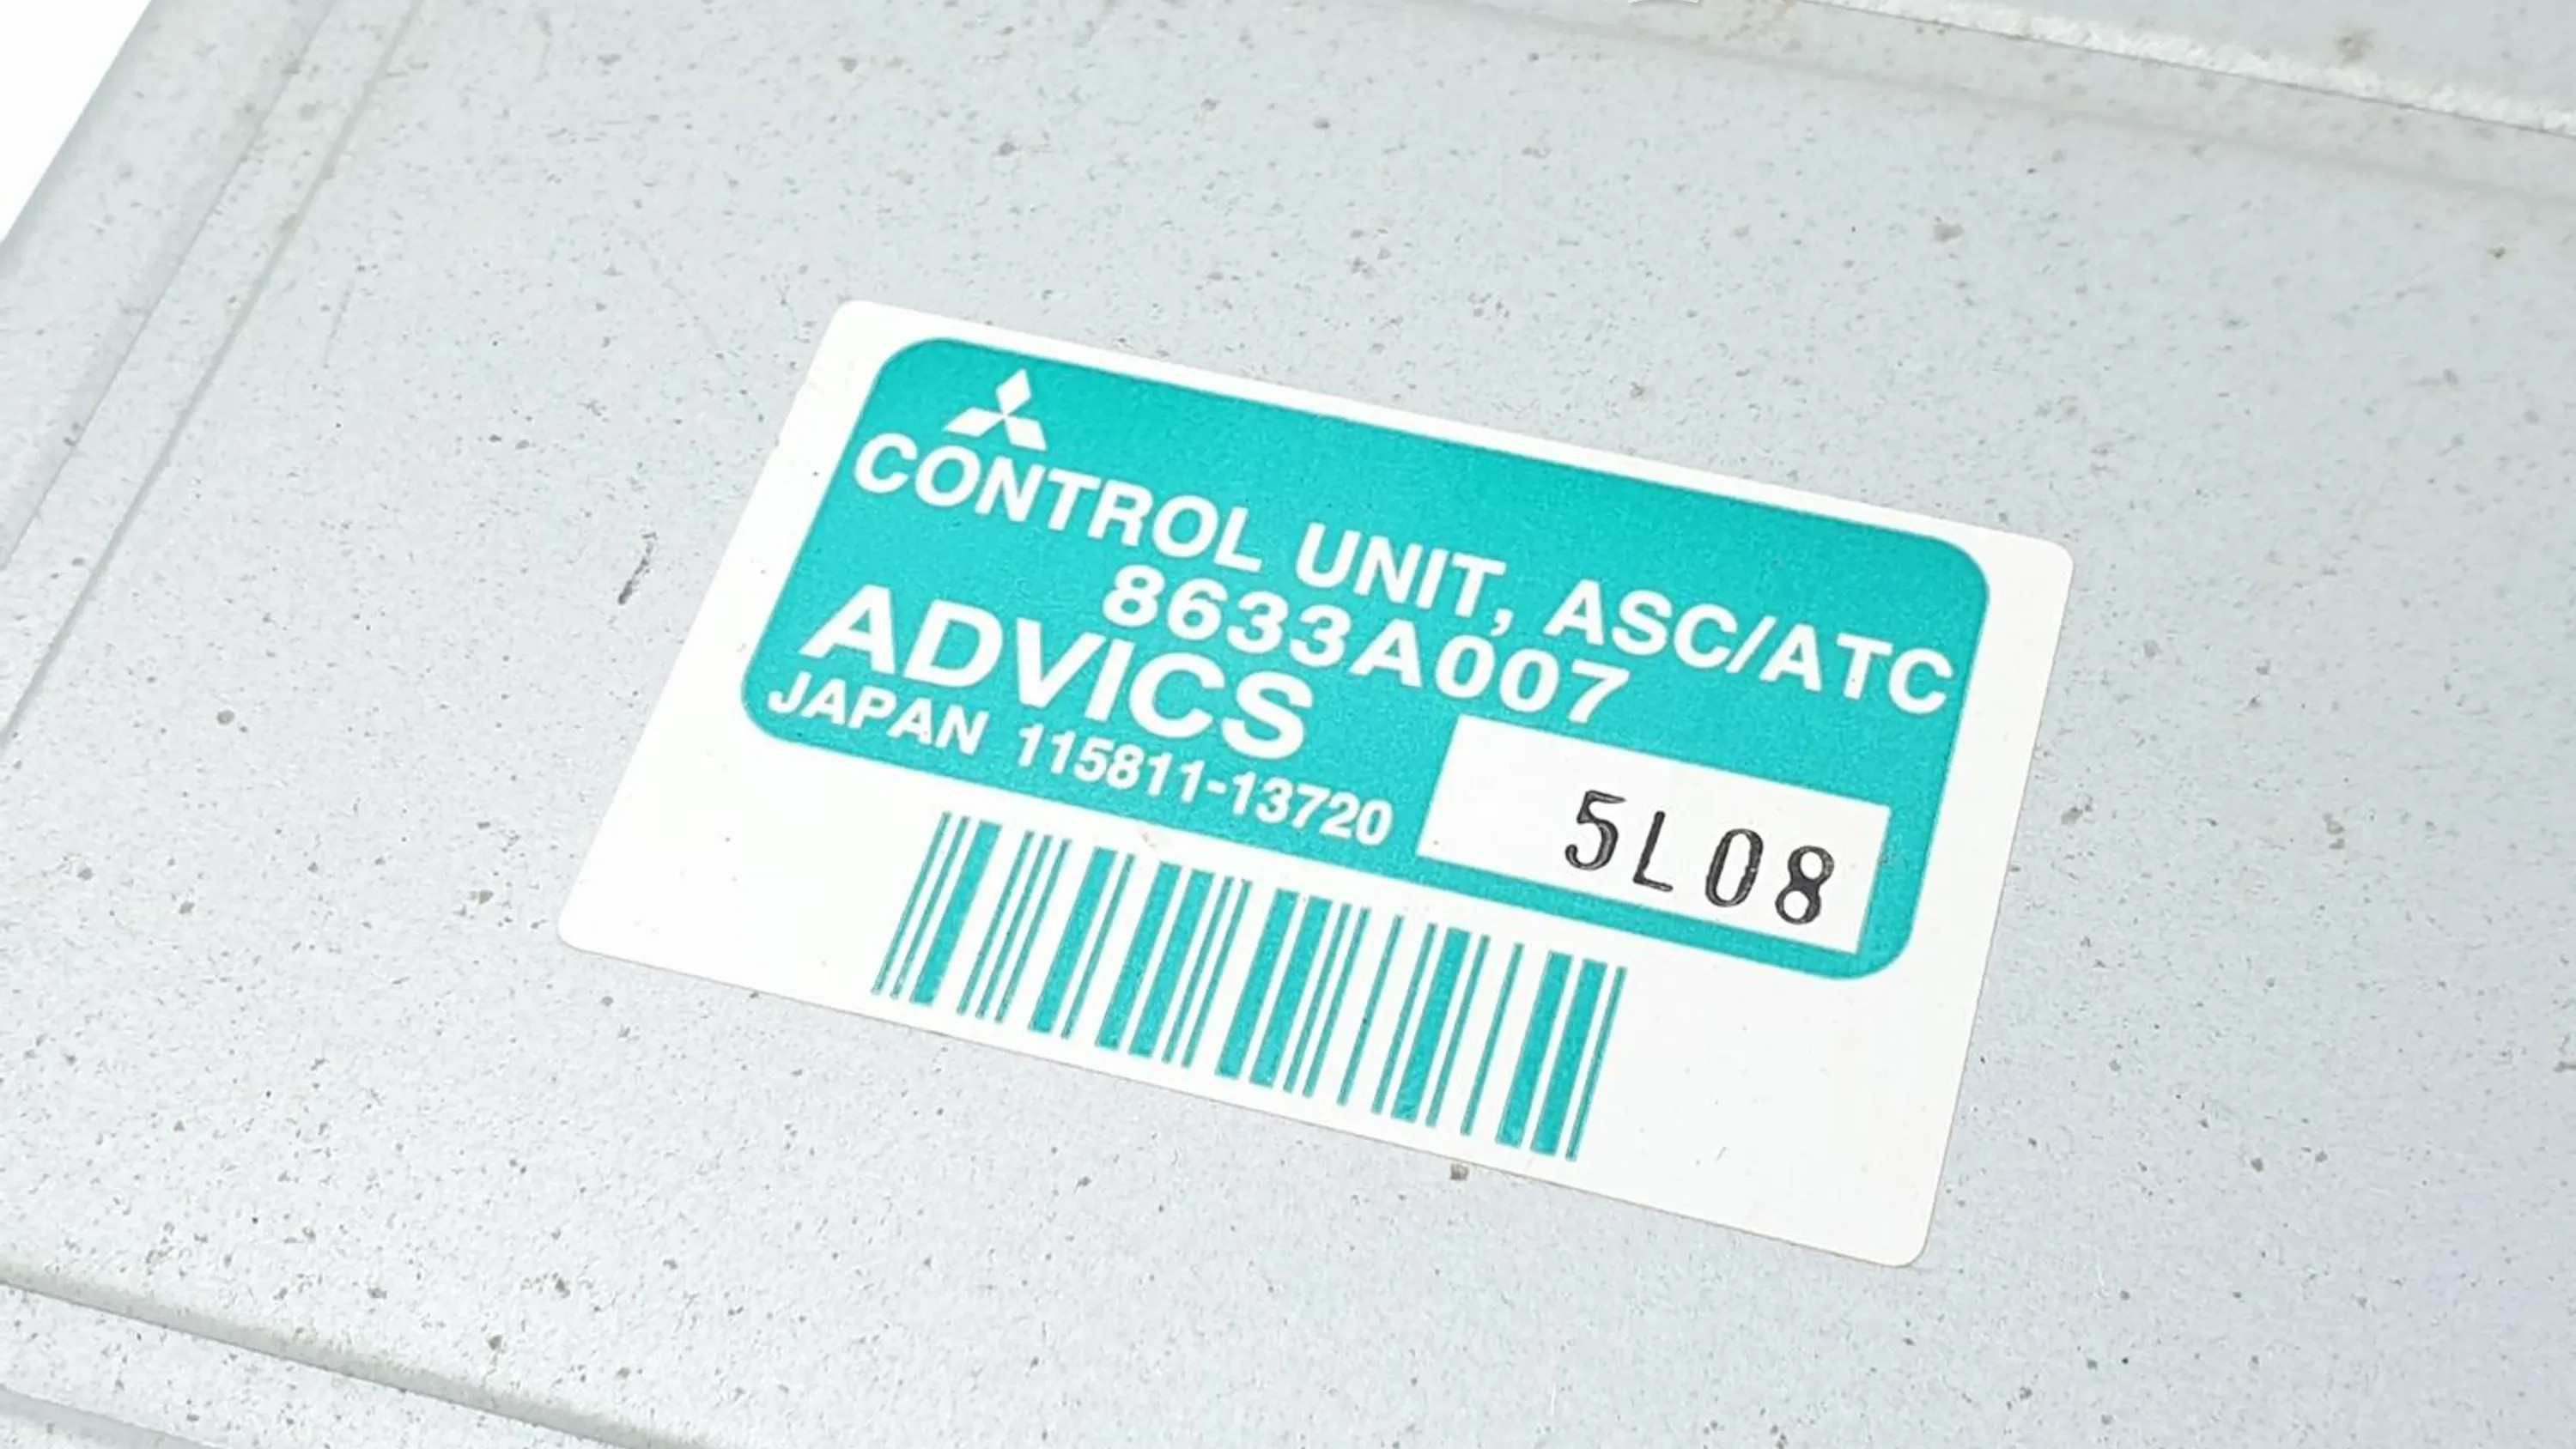 CONTROL UNIT, ASC/ATC
8633A007
ADVICS
JAPAN 115811-13720
5L08